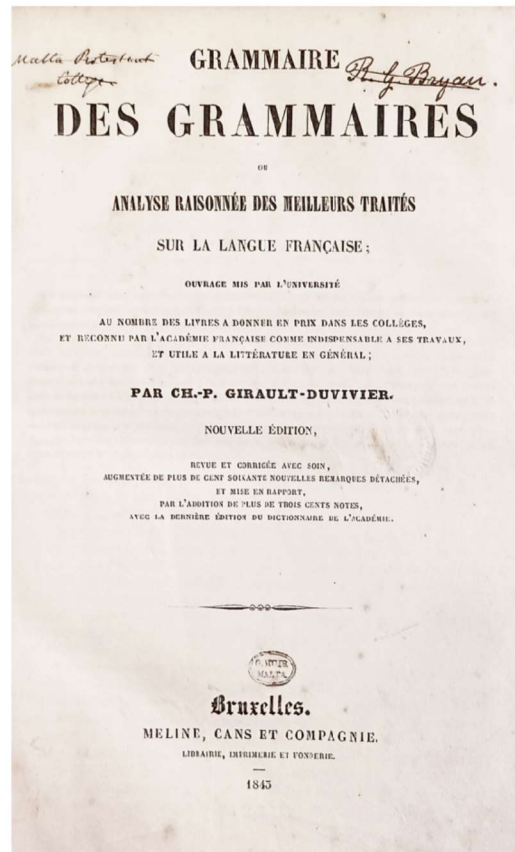 Malta Protestant
College
GRAMMAIRE
R. G. Bryan.
DES GRAMMAIRES
OU
ANALYSE RAISONNÉE DES MEILLEURS TRAITÉS
SUR LA LANGUE FRANÇAISE ;
OUVRAGE MIS PAR L'UNIVERSITÉ
AU NOMBRE DES LIVRES A DONNER EN PRIX DANS LES COLLÉGES,
ET RECONNU PAR L'ACADÉMIE FRANÇAISE COMME INDISPENSABLE A SES TRAVAUX,
ET UTILE A LA LITTÉRATURE EN GÉNÉRAL ;
PAR CH.-P. GIRAULT-DUVIVIER.
NOUVELLE ÉDITION,
REVUE ET CORRIGÉE AVEC SOIN,
AUGMENTÉE DE PLUS DE CENT SOIXANTE NOUVELLES REMARQUES DÉTACHÉES,
ET MISE EN RAPPORT,
PAR L'ADDITION DE PLUS DE TROIS CENTS NOTES,
AVEC LA DERNIÈRE ÉDITION DU DICTIONNAIRE DE L'ACADÉMIE.
G. MUIR
MALTA
Bruxelles.
MELINE, CANS ET COMPAGNIE.
LIBRAIRIE, IMPRIMERIE ET FONDERIE.
1843